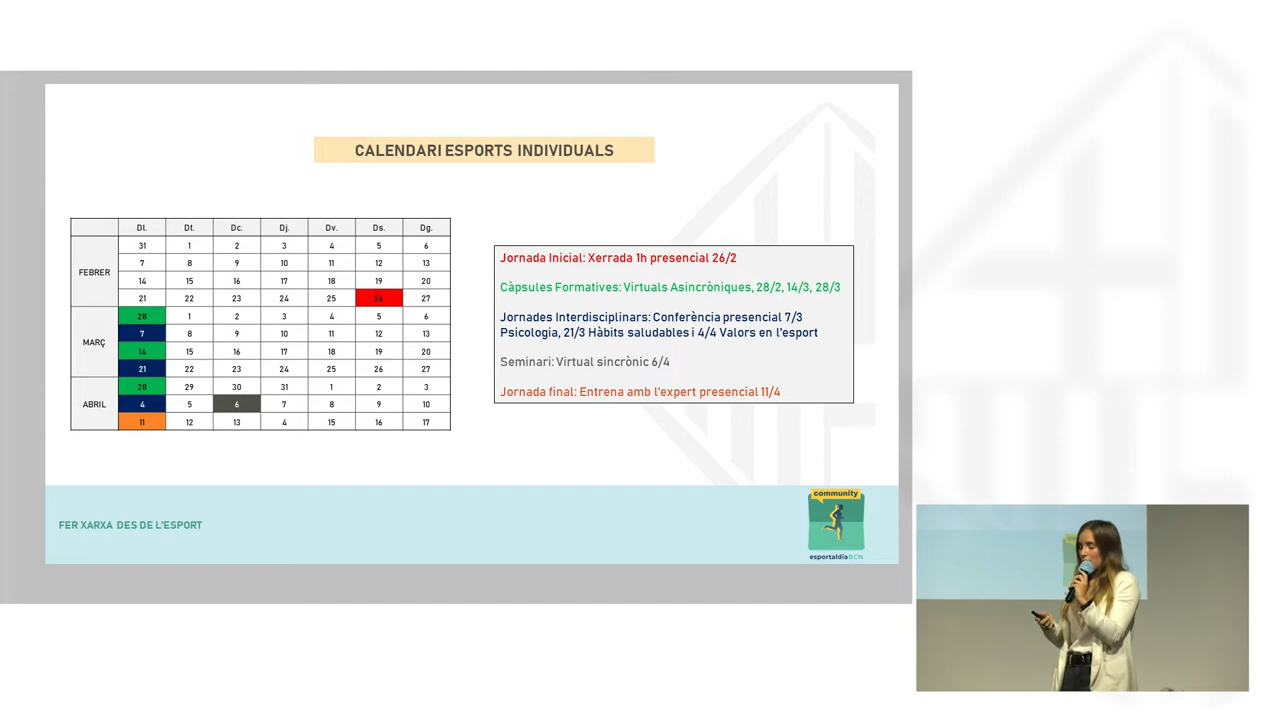 CALENDARI ESPORTS INDIVIDUALS
Dl. Dt. Dc. Dj. Dv. Ds. Dg.
FEBRER
31 1 2 3 4 5 6
7 8 9 10 11 12 13
14 15 16 17 18 19 20
21 22 23 24 25 26 27
MARÇ
28 1 2 3 4 5 6
7 8 9 10 11 12 13
14 15 16 17 18 19 20
21 22 23 24 25 26 27
ABRIL
28 29 30 31 1 2 3
4 5 6 7 8 9 10
11 12 13 4 15 16 17
Jornada Inicial: Xerrada 1h presencial 26/2
Càpsules Formatives: Virtuals Asincròniques, 28/2, 14/3, 28/3
Jornades Interdisciplinars: Conferència presencial 7/3
Psicologia, 21/3 Hàbits saludables i 4/4 Valors en l'esport
Seminari: Virtual sincrònic 6/4
Jornada final: Entrena amb l'expert presencial 11/4
FER XARXA DES DE L'ESPORT
community
esportaldiaBCN